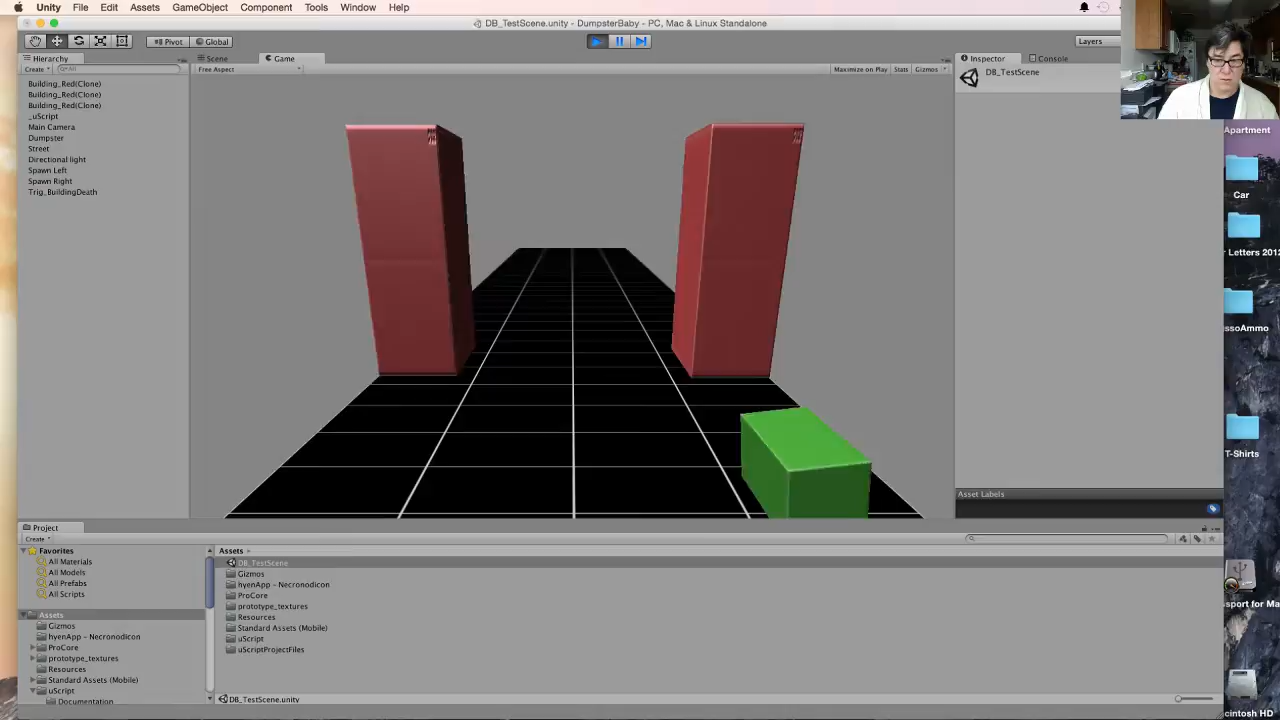 Unity File Edit Assets GameObject Component Tools Window Help
DB_TestScene.unity - DumpsterBaby - PC, Mac & Linux Standalone
Pivot Global Layers
Hierarchy Scene Game Inspector Console
Create All Free Aspect Maximize on Play Stats Gizmos DB_TestScene
Building_Red(Clone)
Building_Red(Clone)
Building_Red(Clone)
_uScript
Main Camera
Dumpster
Street
Directional light
Spawn Left
Spawn Right
Trig_BuildingDeath
Apartment
Car
r Letters 2012
ssoAmmo
T-Shirts
Asset Labels
Project
Create
Favorites
All Materials
All Models
All Prefabs
All Scripts
Assets
Gizmos
hyenApp - Necronodicon
ProCore
prototype_textures
Resources
Standard Assets (Mobile)
uScript
Documentation
Assets
DB_TestScene
Gizmos
hyenApp - Necronodicon
ProCore
prototype_textures
Resources
Standard Assets (Mobile)
uScript
uScriptProjectFiles
DB_TestScene.unity
ssport for Ma
cintosh HD